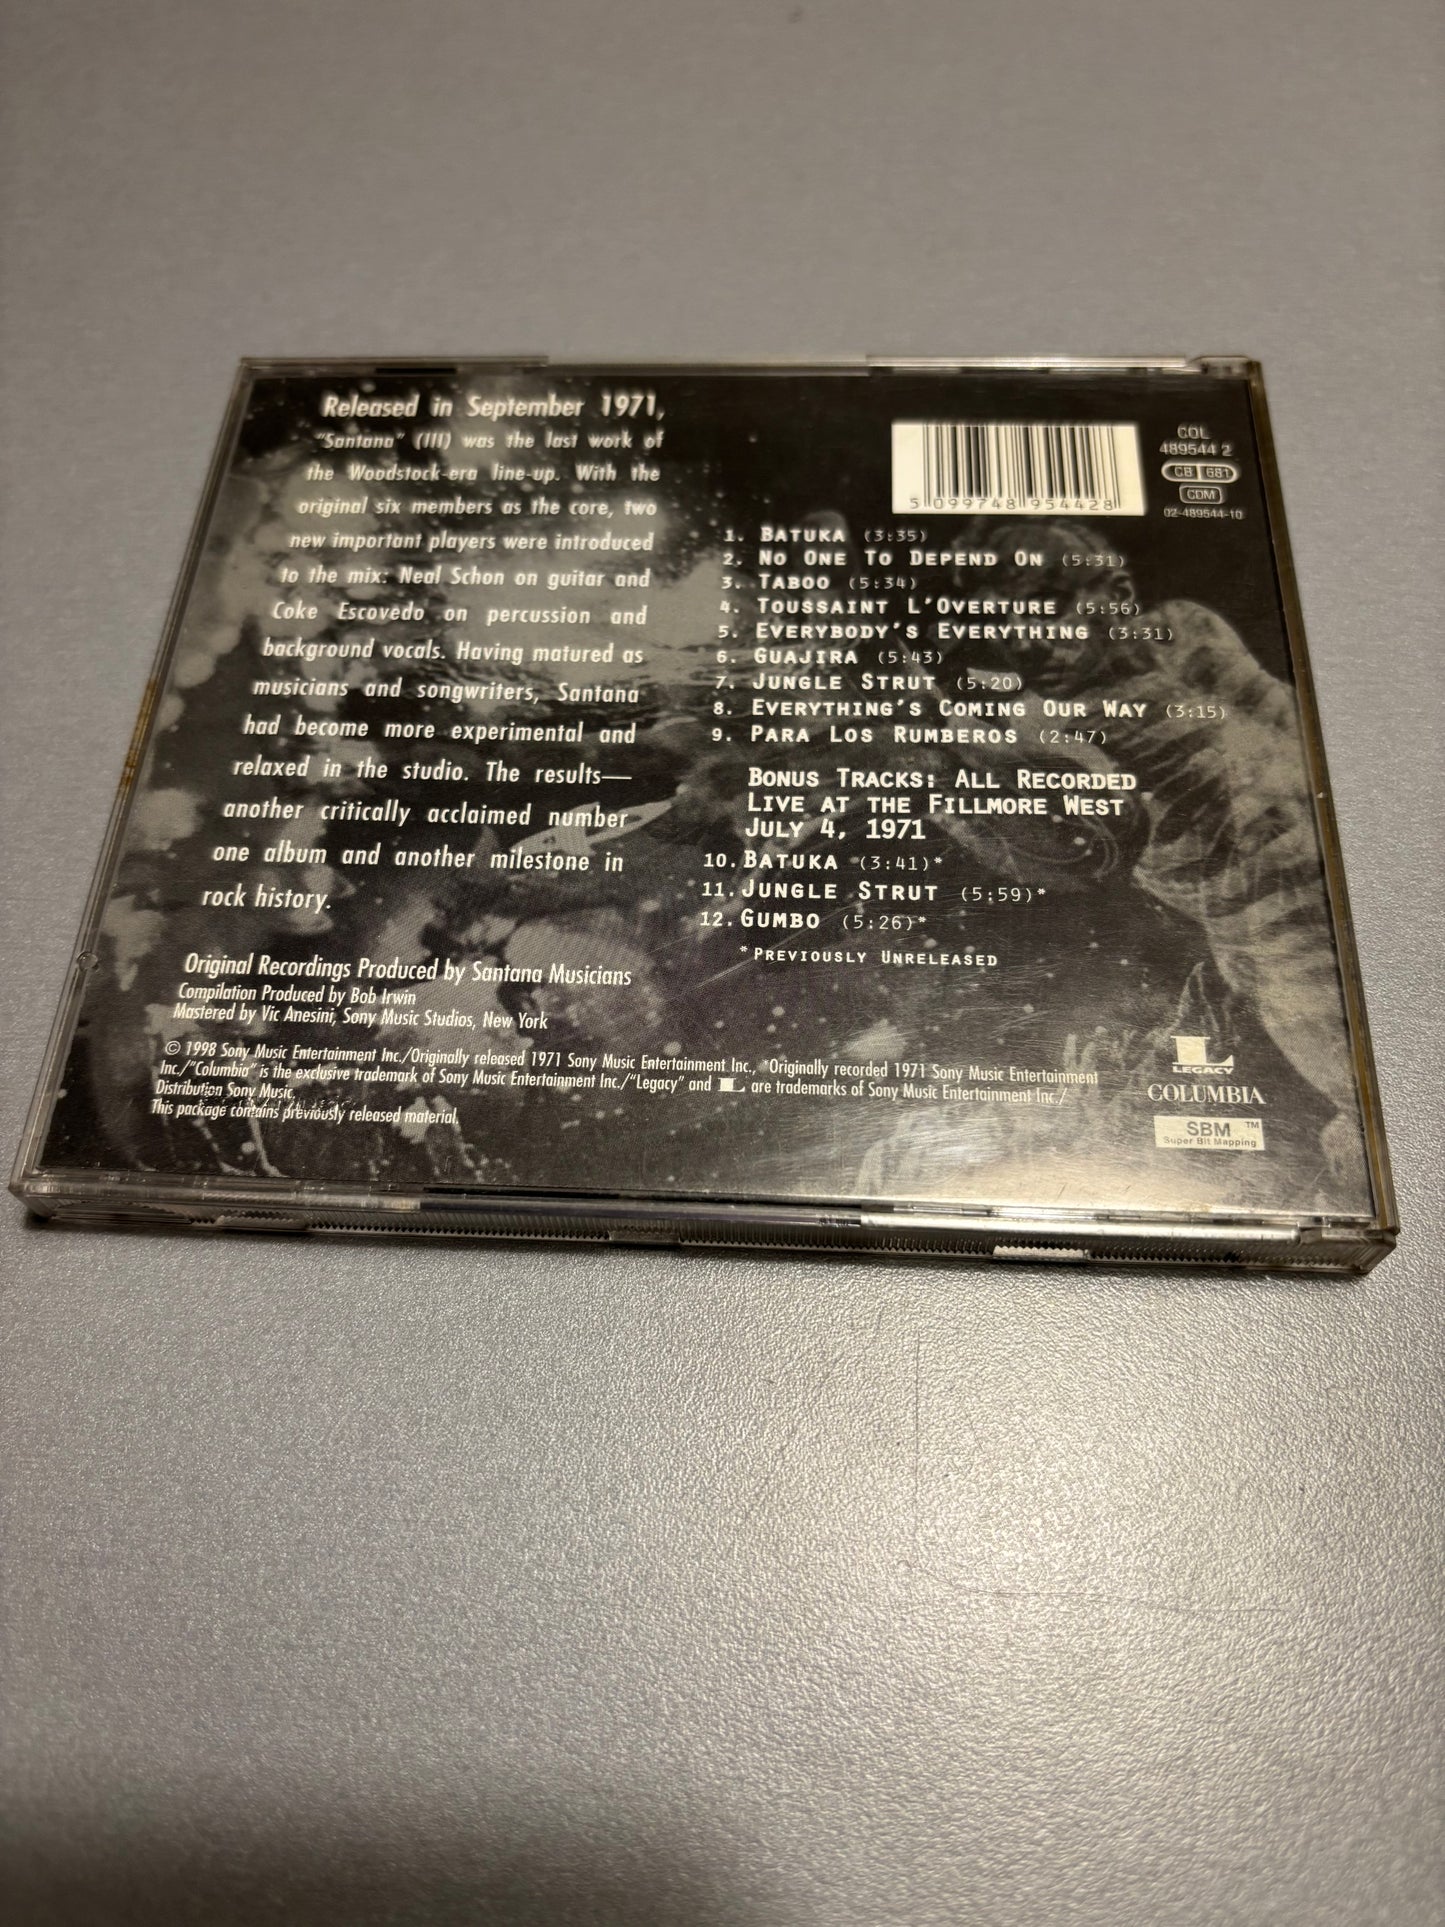 Released in September 1971,
"Santana" (III) was the last work of
the Woodstock-era line-up. With the
original six members as the core, two
new important players were introduced
to the mix: Neal Schon on guitar and
Coke Escovedo on percussion and
background vocals. Having matured as
musicians and songwriters, Santana
had become more experimental and
relaxed in the studio. The results—
another critically acclaimed number
one album and another milestone in
rock history.
Original Recordings Produced by Santana Musicians
Compilation Produced by Bob Irwin
Mastered by Vic Anesini, Sony Music Studios, New York
5 099748 954428
COL
489544 2
CB 681
CDM
02-489544-10
1. BATUKA (3:35)
2. NO ONE TO DEPEND ON (5:31)
3. TABOO (5:34)
4. TOUSSAINT L'OVERTURE (5:56)
5. EVERYBODY'S EVERYTHING (3:31)
6. GUAJIRA (5:43)
7. JUNGLE STRUT (5:20)
8. EVERYTHING'S COMING OUR WAY (3:15)
9. PARA LOS RUMBEROS (2:47)
BONUS TRACKS: ALL RECORDED
LIVE AT THE FILLMORE WEST
JULY 4, 1971
10. BATUKA (3:41)*
11. JUNGLE STRUT (5:59)*
12. GUMBO (5:26)*
* PREVIOUSLY UNRELEASED
© 1998 Sony Music Entertainment Inc./Originally released 1971 Sony Music Entertainment Inc., *Originally recorded 1971 Sony Music Entertainment
Inc./"Columbia" is the exclusive trademark of Sony Music Entertainment Inc./"Legacy" and L are trademarks of Sony Music Entertainment Inc./
Distribution Sony Music.
This package contains previously released material.
L
LEGACY
COLUMBIA
SBM ™
Super Bit Mapping